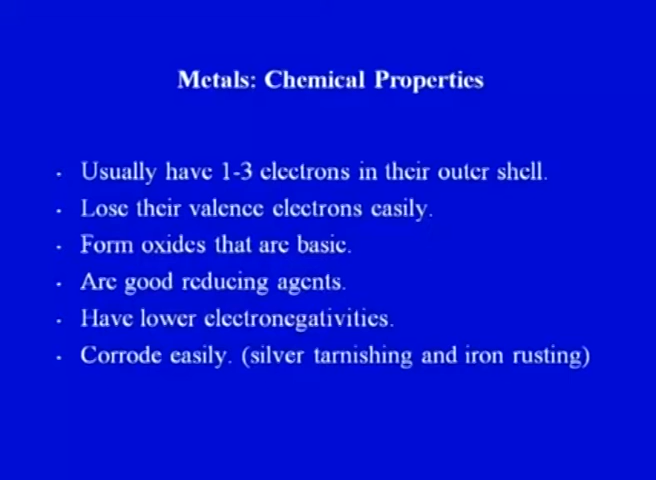 Metals: Chemical Properties
· Usually have 1-3 electrons in their outer shell.
· Lose their valence electrons easily.
· Form oxides that are basic.
· Are good reducing agents.
· Have lower electronegativities.
· Corrode easily. (silver tarnishing and iron rusting)